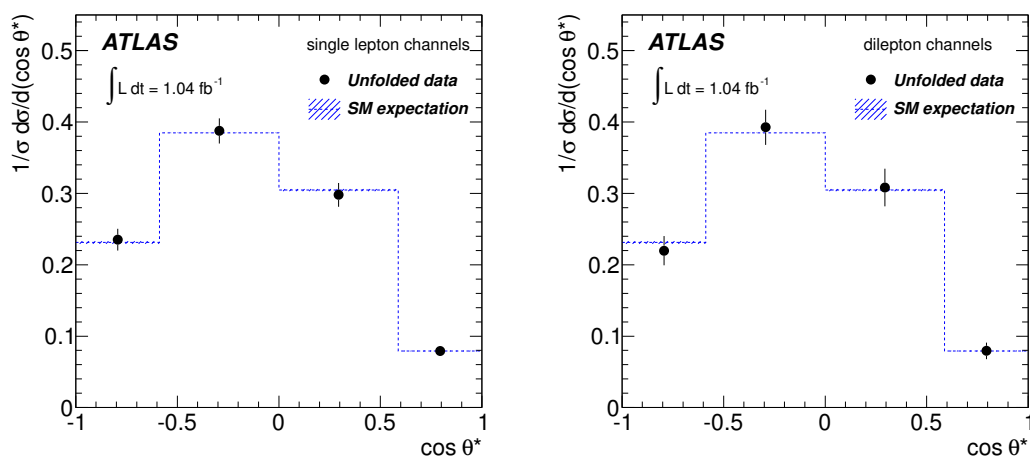 1/σ dσ/d(cos θ*)
0.5
0.4
0.3
0.2
0.1
0
ATLAS
single lepton channels
∫L dt = 1.04 fb⁻¹
Unfolded data
SM expectation
-1 -0.5 0 0.5 1
cos θ*
1/σ dσ/d(cos θ*)
0.5
0.4
0.3
0.2
0.1
0
ATLAS
dilepton channels
∫L dt = 1.04 fb⁻¹
Unfolded data
SM expectation
-1 -0.5 0 0.5 1
cos θ*